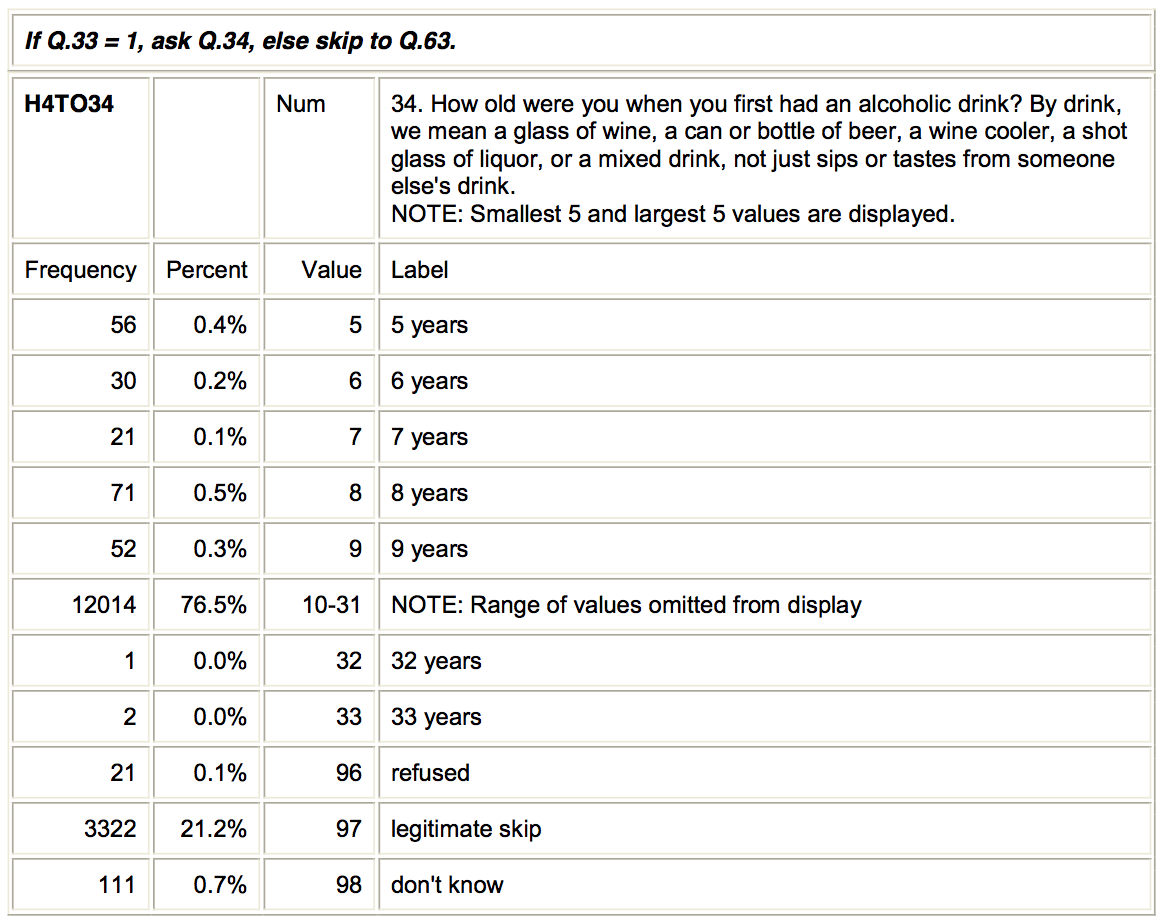 If Q.33 = 1, ask Q.34, else skip to Q.63.
H4TO34 Num 34. How old were you when you first had an alcoholic drink? By drink,
we mean a glass of wine, a can or bottle of beer, a wine cooler, a shot
glass of liquor, or a mixed drink, not just sips or tastes from someone
else's drink.
NOTE: Smallest 5 and largest 5 values are displayed.
Frequency Percent Value Label
56 0.4% 5 5 years
30 0.2% 6 6 years
21 0.1% 7 7 years
71 0.5% 8 8 years
52 0.3% 9 9 years
12014 76.5% 10-31 NOTE: Range of values omitted from display
1 0.0% 32 32 years
2 0.0% 33 33 years
21 0.1% 96 refused
3322 21.2% 97 legitimate skip
111 0.7% 98 don't know